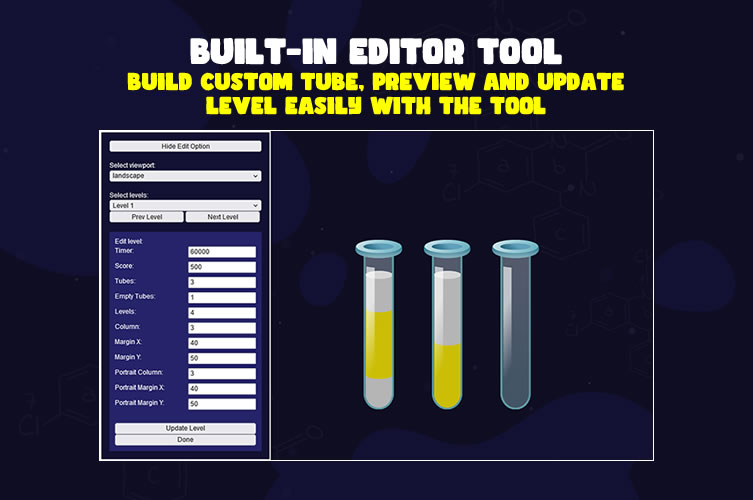 BUILT-IN EDITOR TOOL
BUILD CUSTOM TUBE, PREVIEW AND UPDATE
LEVEL EASILY WITH THE TOOL
Hide Edit Option
Select viewport:
landscape
Select levels:
Level 1
Prev Level Next Level
Edit level:
Timer: 60000
Score: 500
Tubes: 3
Empty Tubes: 1
Levels: 4
Column: 3
Margin X: 40
Margin Y: 50
Portrait Column: 3
Portrait Margin X: 40
Portrait Margin Y: 50
Update Level
Done